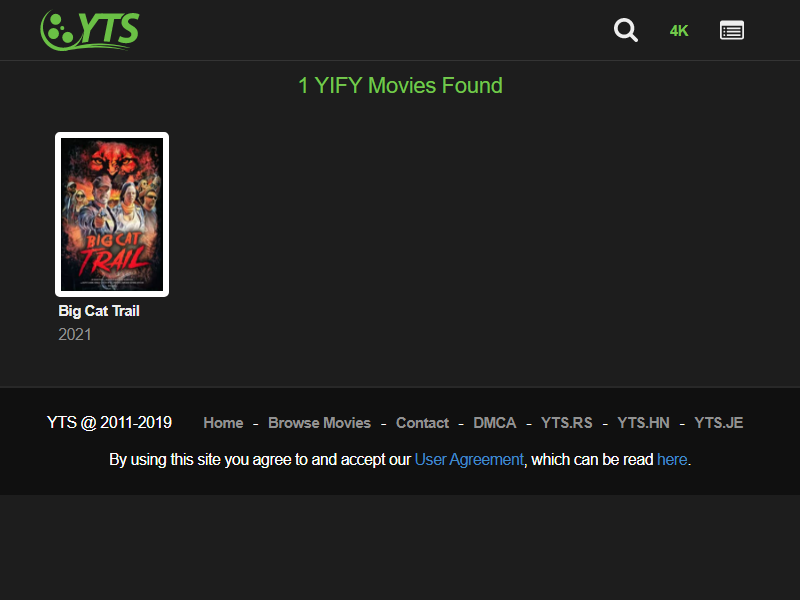 YTS
4K
1 YIFY Movies Found
BIG CAT
TRAIL
Big Cat Trail
2021
YTS @ 2011-2019 Home - Browse Movies - Contact - DMCA - YTS.RS - YTS.HN - YTS.JE
By using this site you agree to and accept our User Agreement, which can be read here.